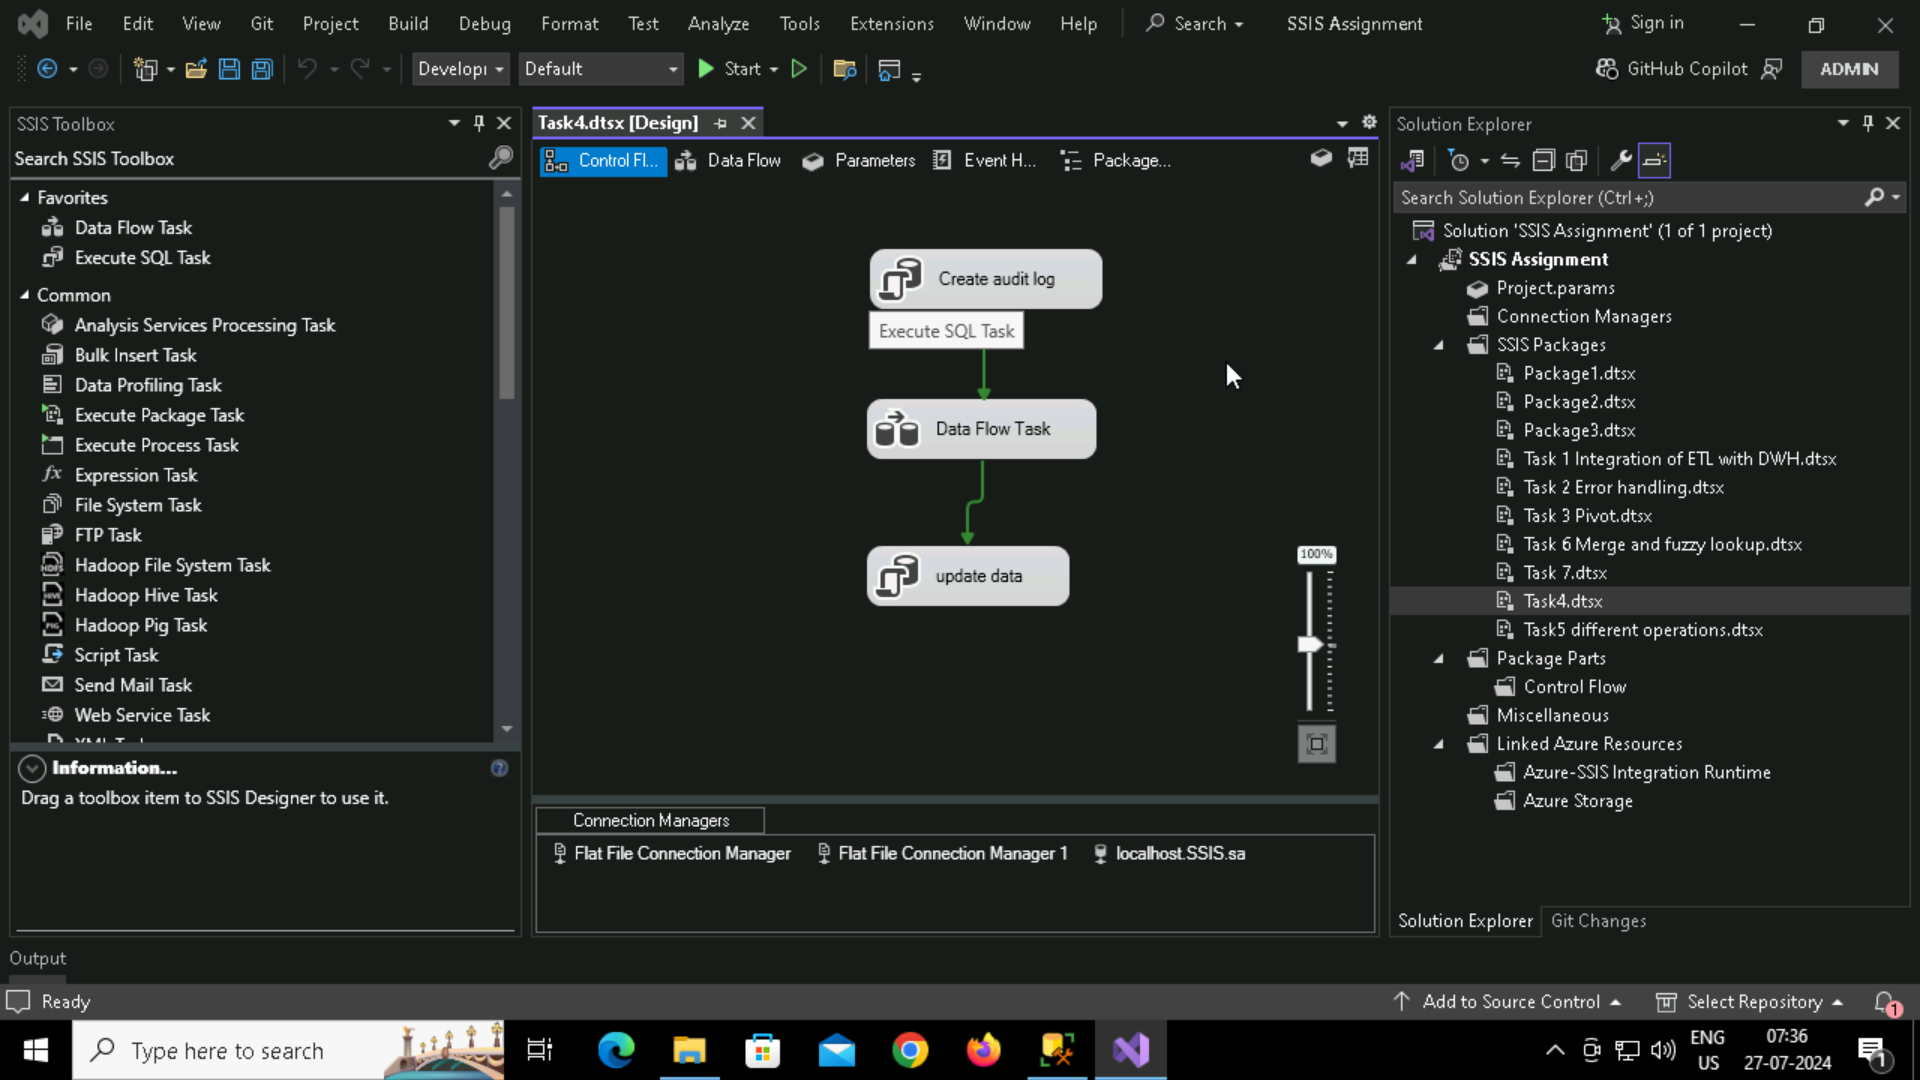 File Edit View Git Project Build Debug Format Test Analyze Tools Extensions Window Help Search SSIS Assignment Sign in
Developi Default Start GitHub Copilot ADMIN
SSIS Toolbox
Search SSIS Toolbox
Favorites
Data Flow Task
Execute SQL Task
Common
Analysis Services Processing Task
Bulk Insert Task
Data Profiling Task
Execute Package Task
Execute Process Task
Expression Task
File System Task
FTP Task
Hadoop File System Task
Hadoop Hive Task
Hadoop Pig Task
Script Task
Send Mail Task
Web Service Task
Information...
Drag a toolbox item to SSIS Designer to use it.
Task4.dtsx [Design]
Control Fl... Data Flow Parameters Event H... Package...
Create audit log
Execute SQL Task
Data Flow Task
update data
100%
Connection Managers
Flat File Connection Manager Flat File Connection Manager 1 localhost.SSIS.sa
Solution Explorer
Search Solution Explorer (Ctrl+;)
Solution 'SSIS Assignment' (1 of 1 project)
SSIS Assignment
Project.params
Connection Managers
SSIS Packages
Package1.dtsx
Package2.dtsx
Package3.dtsx
Task 1 Integration of ETL with DWH.dtsx
Task 2 Error handling.dtsx
Task 3 Pivot.dtsx
Task 6 Merge and fuzzy lookup.dtsx
Task 7.dtsx
Task4.dtsx
Task5 different operations.dtsx
Package Parts
Control Flow
Miscellaneous
Linked Azure Resources
Azure-SSIS Integration Runtime
Azure Storage
Solution Explorer Git Changes
Output
Ready Add to Source Control Select Repository 1
Type here to search ENG 07:36
US 27-07-2024 1